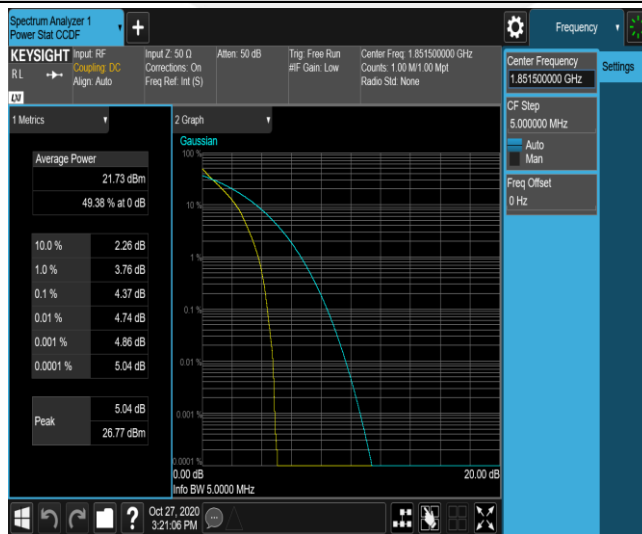 Spectrum Analyzer 1
Power Stat CCDF
+
Frequency
KEYSIGHT
RL
LXI
Input: RF
Coupling: DC
Align: Auto
Input Z: 50 Ω
Corrections: On
Freq Ref: Int (S)
Atten: 50 dB
Trig: Free Run
#IF Gain: Low
Center Freq: 1.851500000 GHz
Counts: 1.00 M/1.00 Mpt
Radio Std: None
Center Frequency
1.851500000 GHz
Settings
CF Step
5.000000 MHz
Auto
Man
Freq Offset
0 Hz
1 Metrics
Average Power
21.73 dBm
49.38 % at 0 dB
10.0 % 2.26 dB
1.0 % 3.76 dB
0.1 % 4.37 dB
0.01 % 4.74 dB
0.001 % 4.86 dB
0.0001 % 5.04 dB
Peak
5.04 dB
26.77 dBm
2 Graph
Gaussian
100 %
10 %
1 %
0.1 %
0.01 %
0.001 %
0.0001 %
0.00 dB 20.00 dB
Info BW 5.0000 MHz
?
Oct 27, 2020
3:21:06 PM